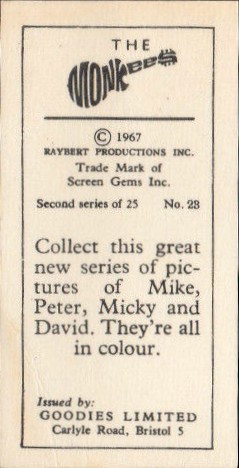 THE
MONKEES
© 1967
RAYBERT PRODUCTIONS INC.
Trade Mark of
Screen Gems Inc.
Second series of 25 No. 23
Collect this great
new series of pic-
tures of Mike,
Peter, Micky and
David. They're all
in colour.
Issued by:
GOODIES LIMITED
Carlyle Road, Bristol 5